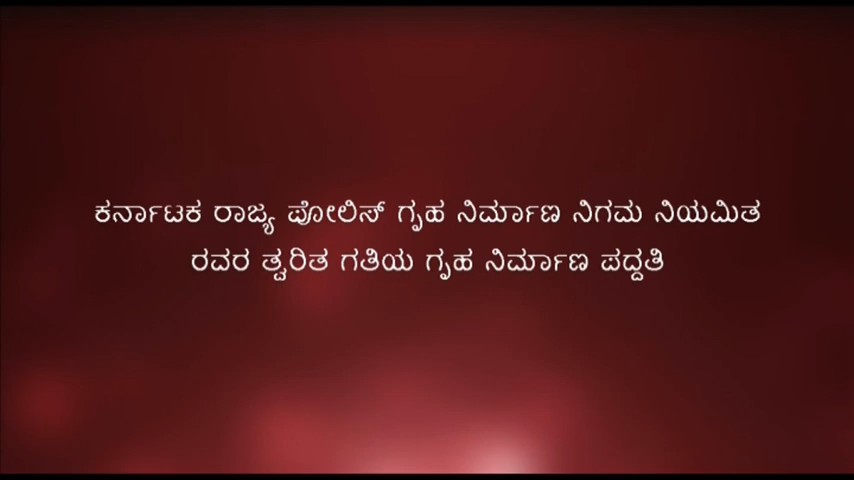 ಕರ್ನಾಟಕ ರಾಜ್ಯ ಪೋಲಿಸ್ ಗೃಹ ನಿರ್ಮಾಣ ನಿಗಮ ನಿಯಮಿತ
ರವರ ತ್ವರಿತ ಗತಿಯ ಗೃಹ ನಿರ್ಮಾಣ ಪದ್ದತಿ